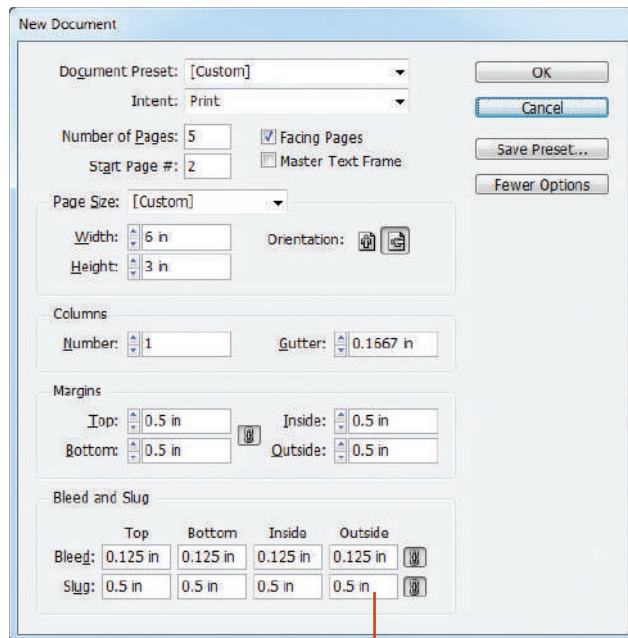 New Document
Document Preset: [Custom]
OK
Intent: Print
Cancel
Number of Pages: 5
Facing Pages
Save Preset...
Start Page #: 2
Master Text Frame
Fewer Options
Page Size: [Custom]
Width: 6 in
Orientation:
Height: 3 in
Columns
Number: 1
Gutter: 0.1667 in
Margins
Top: 0.5 in
Inside: 0.5 in
Bottom: 0.5 in
Outside: 0.5 in
Bleed and Slug
Top Bottom Inside Outside
Bleed: 0.125 in 0.125 in 0.125 in 0.125 in
Slug: 0.5 in 0.5 in 0.5 in 0.5 in